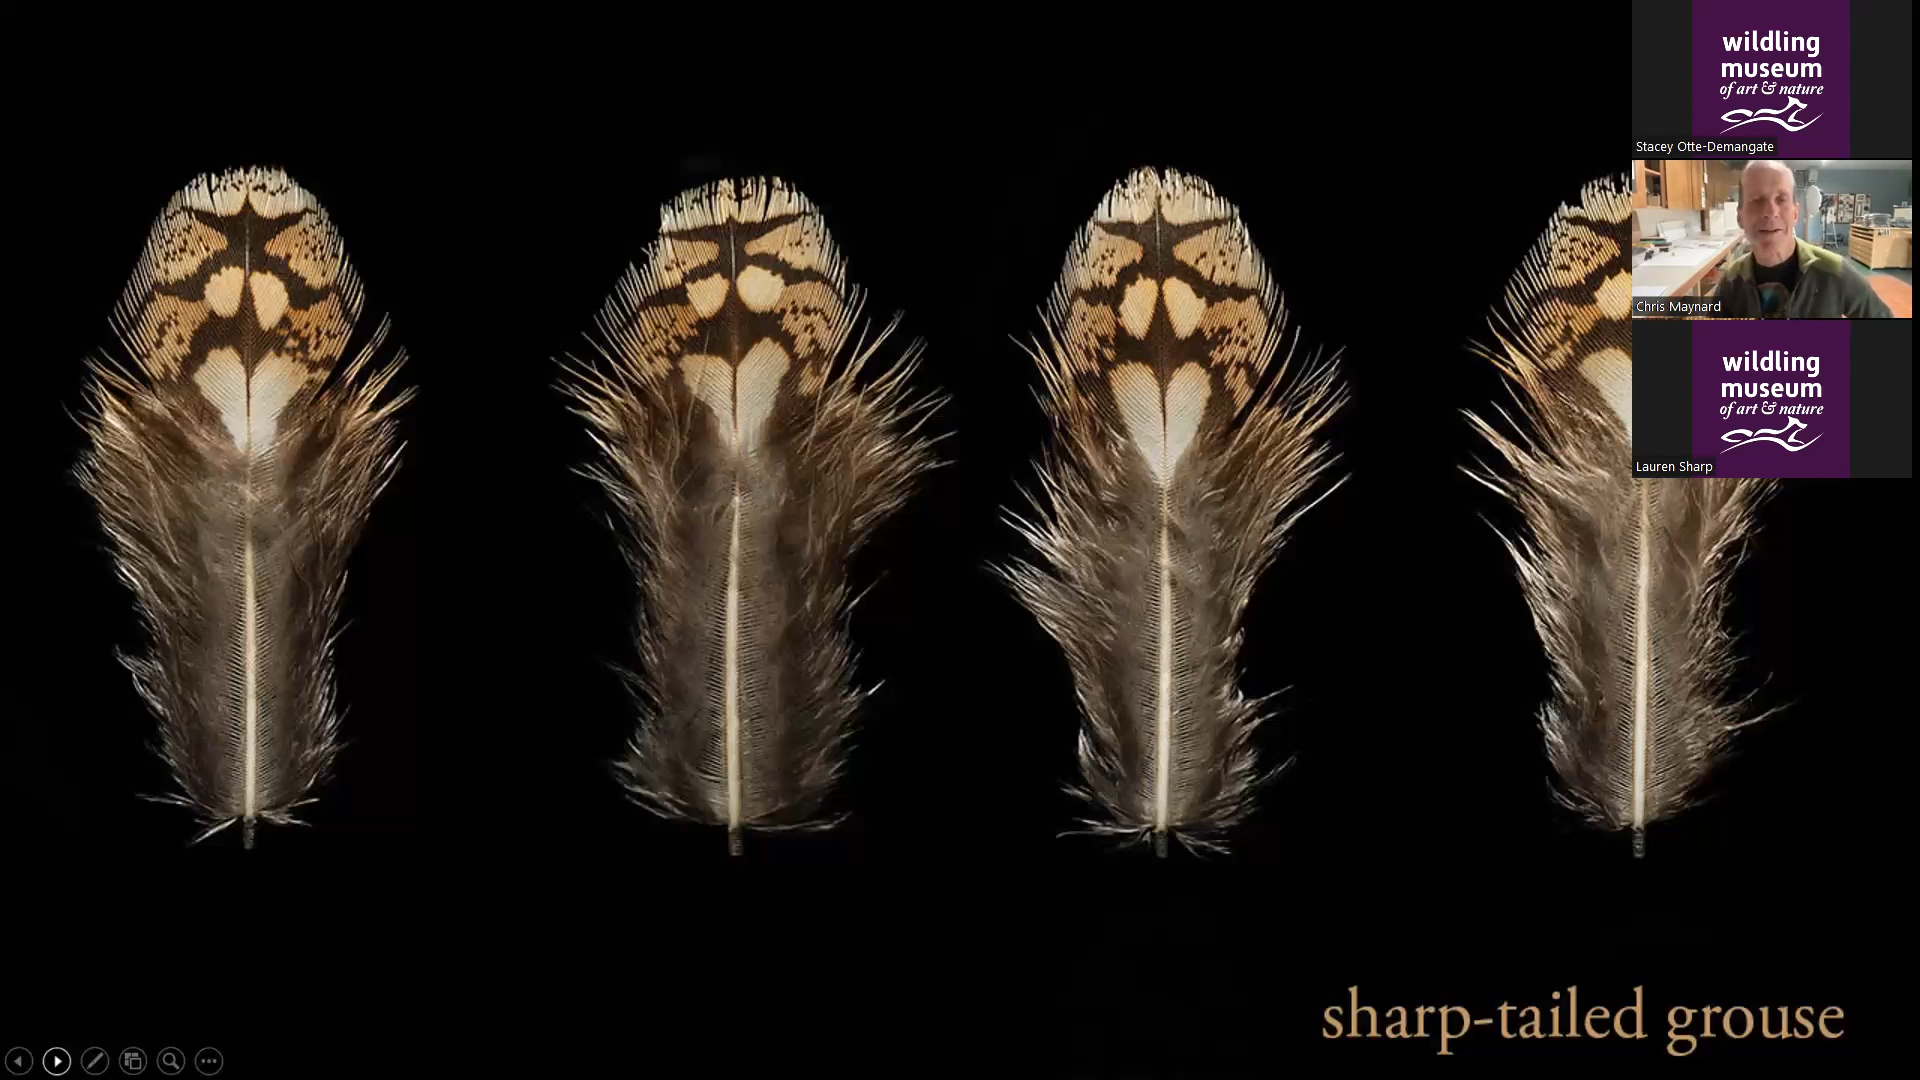 wildling
museum
of art & nature
Stacey Otte-Demangate
Chris Maynard
wildling
museum
of art & nature
Lauren Sharp
sharp-tailed grouse